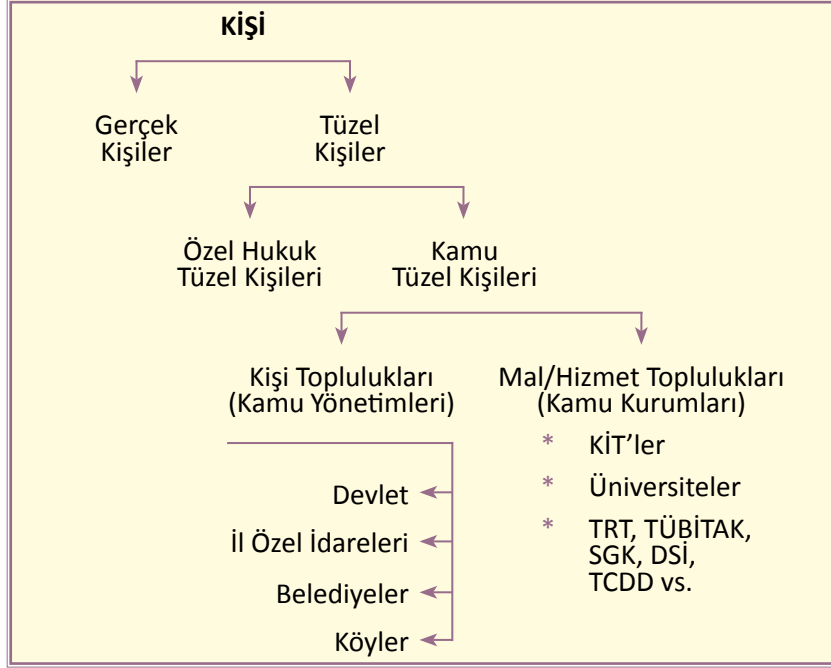 KİŞİ
Gerçek
Kişiler
Tüzel
Kişiler
Özel Hukuk
Tüzel Kişileri
Kamu
Tüzel Kişileri
Kişi Toplulukları
(Kamu Yönetimleri)
Mal/Hizmet Toplulukları
(Kamu Kurumları)
Devlet
İl Özel İdareleri
Belediyeler
Köyler
* KİT’ler
* Üniversiteler
* TRT, TÜBİTAK,
SGK, DSİ,
TCDD vs.